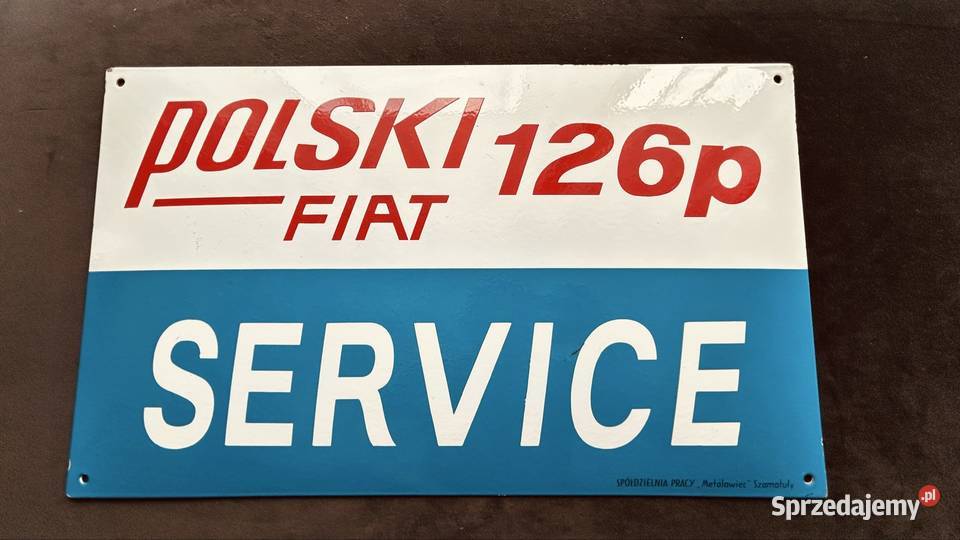 POLSKI 126p
FIAT
SERVICE
SPÓŁDZIELNIA PRACY „Metalowiec" Szamotuły
Sprzedajemy.pl